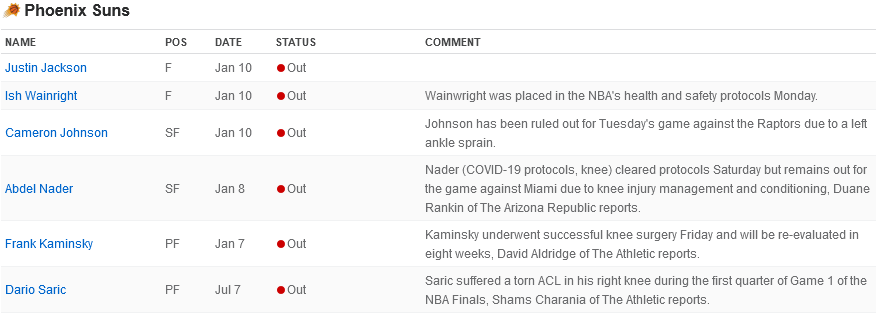 Phoenix Suns
NAME POS DATE STATUS COMMENT
Justin Jackson F Jan 10 Out
Ish Wainright F Jan 10 Out Wainwright was placed in the NBA's health and safety protocols Monday.
Cameron Johnson SF Jan 10 Out Johnson has been ruled out for Tuesday's game against the Raptors due to a left
ankle sprain.
Abdel Nader SF Jan 8 Out Nader (COVID-19 protocols, knee) cleared protocols Saturday but remains out for
the game against Miami due to knee injury management and conditioning, Duane
Rankin of The Arizona Republic reports.
Frank Kaminsky PF Jan 7 Out Kaminsky underwent successful knee surgery Friday and will be re-evaluated in
eight weeks, David Aldridge of The Athletic reports.
Dario Saric PF Jul 7 Out Saric suffered a torn ACL in his right knee during the first quarter of Game 1 of the
NBA Finals, Shams Charania of The Athletic reports.